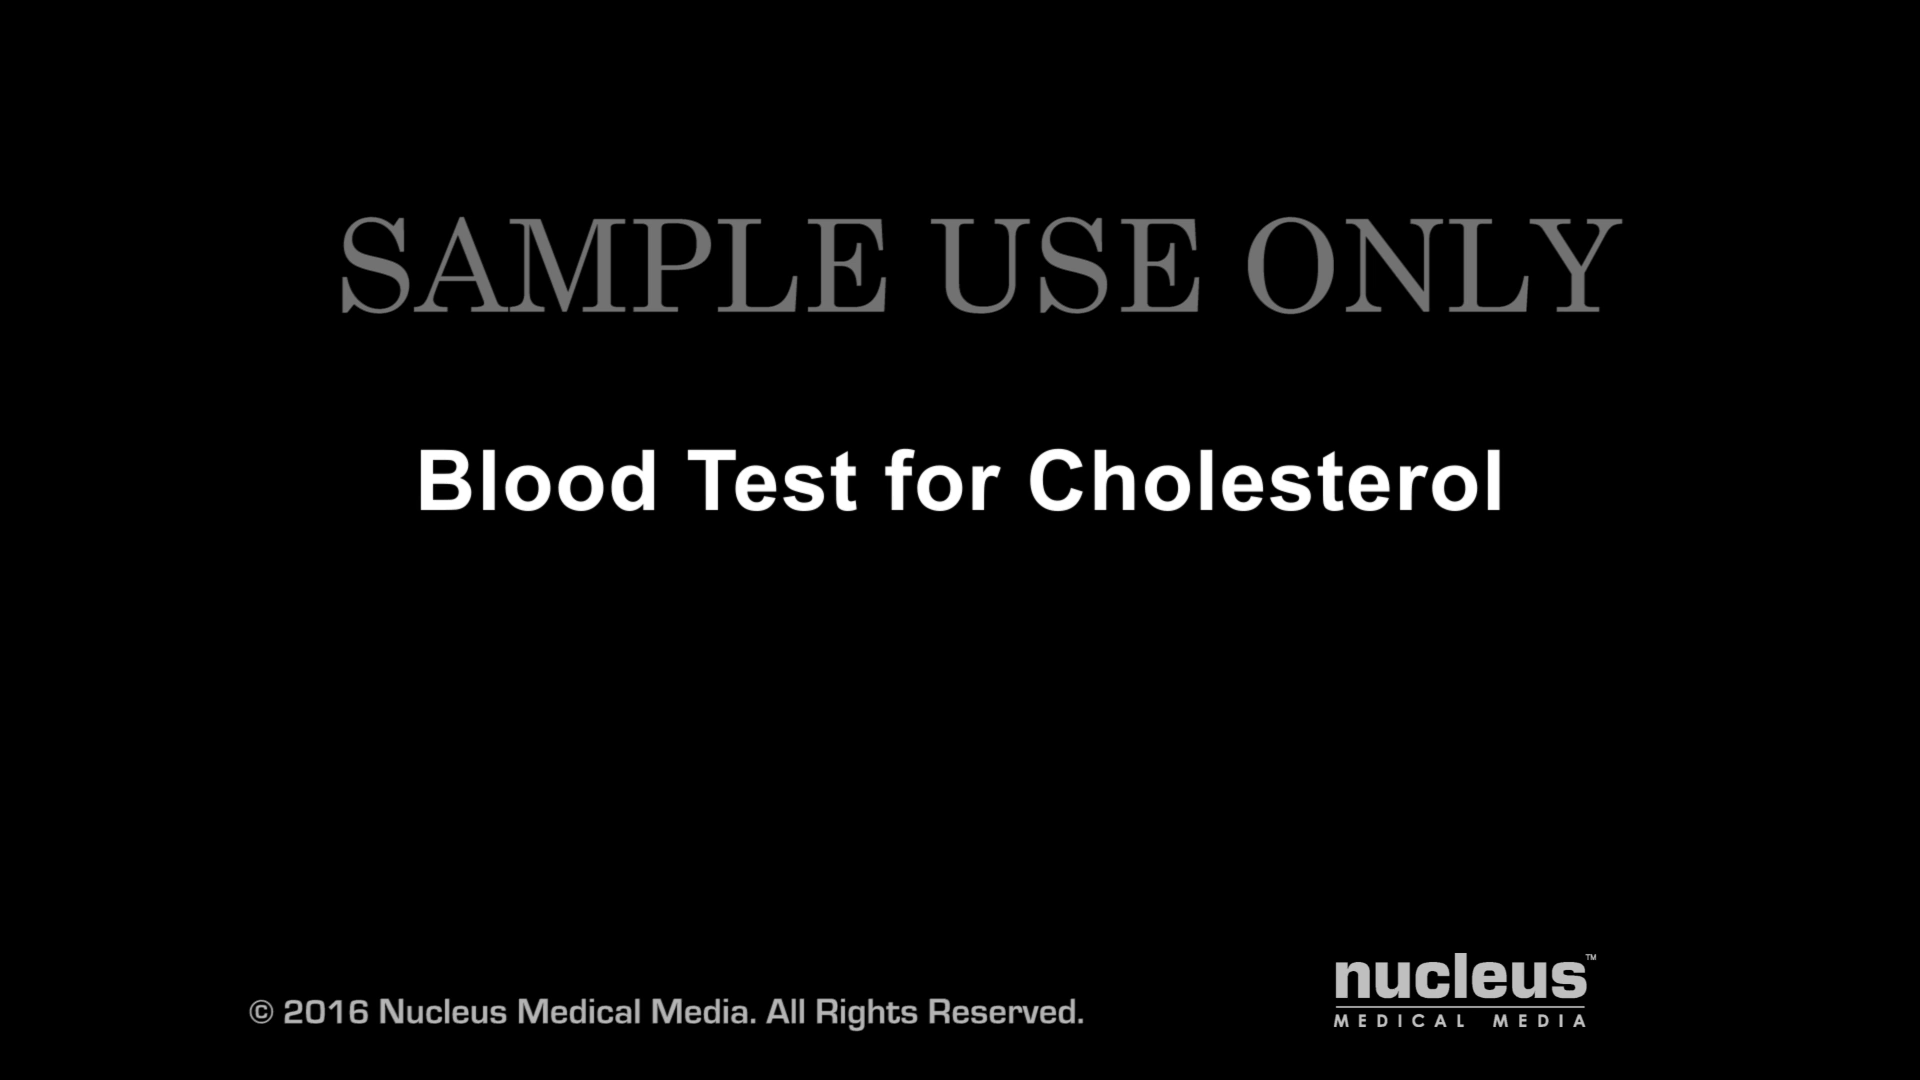 SAMPLE USE ONLY
Blood Test for Cholesterol
© 2016 Nucleus Medical Media. All Rights Reserved.
nucleus™
MEDICAL MEDIA